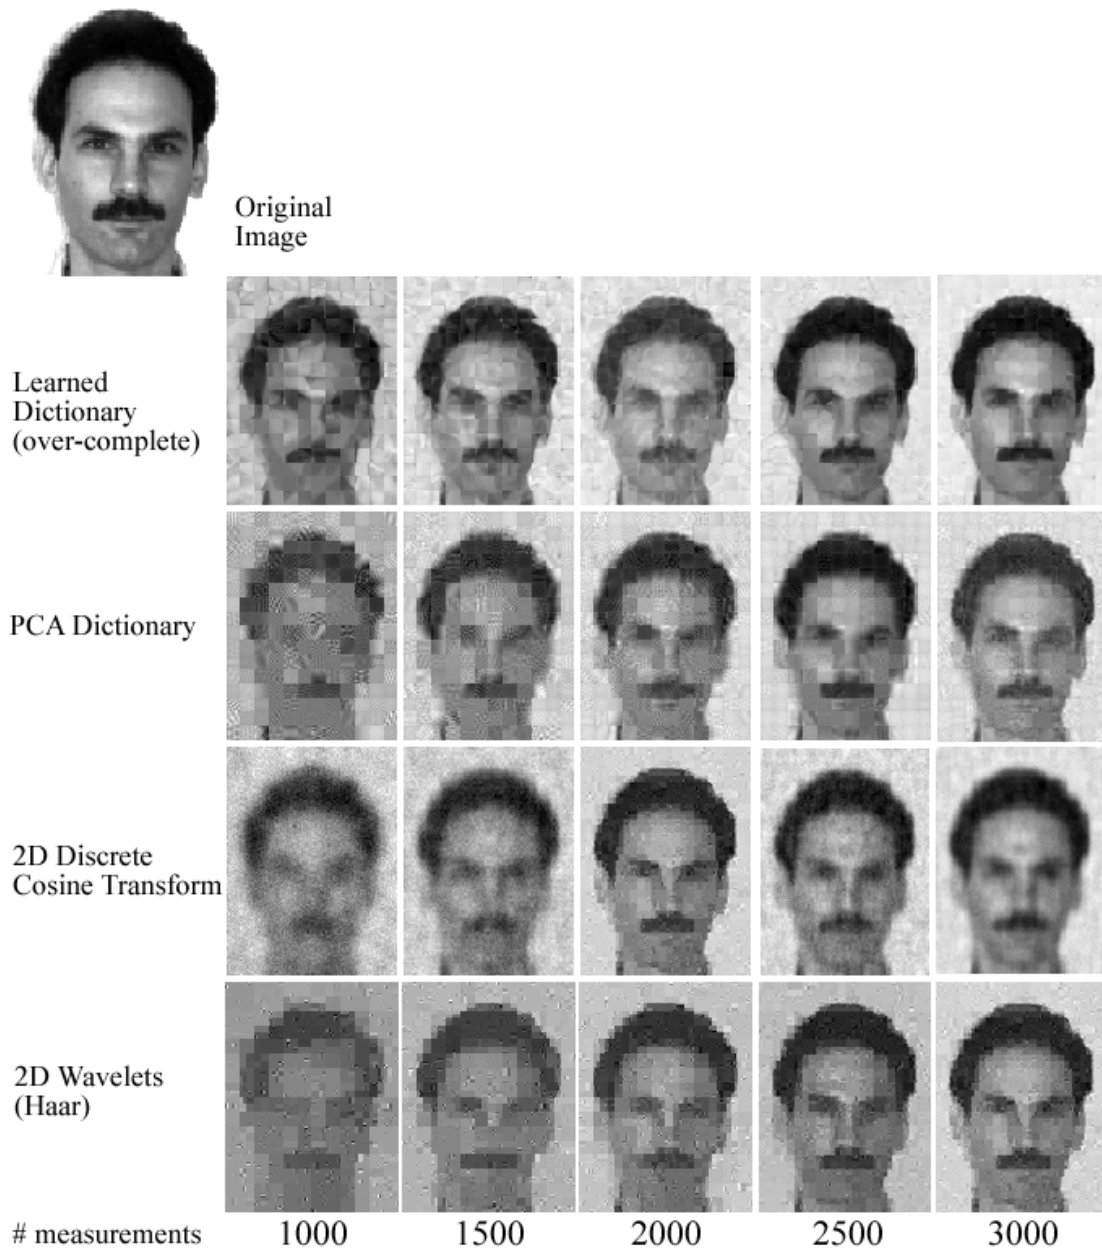 Original
Image
Learned
Dictionary
(over-complete)
PCA Dictionary
2D Discrete
Cosine Transform
2D Wavelets
(Haar)
# measurements 1000 1500 2000 2500 3000